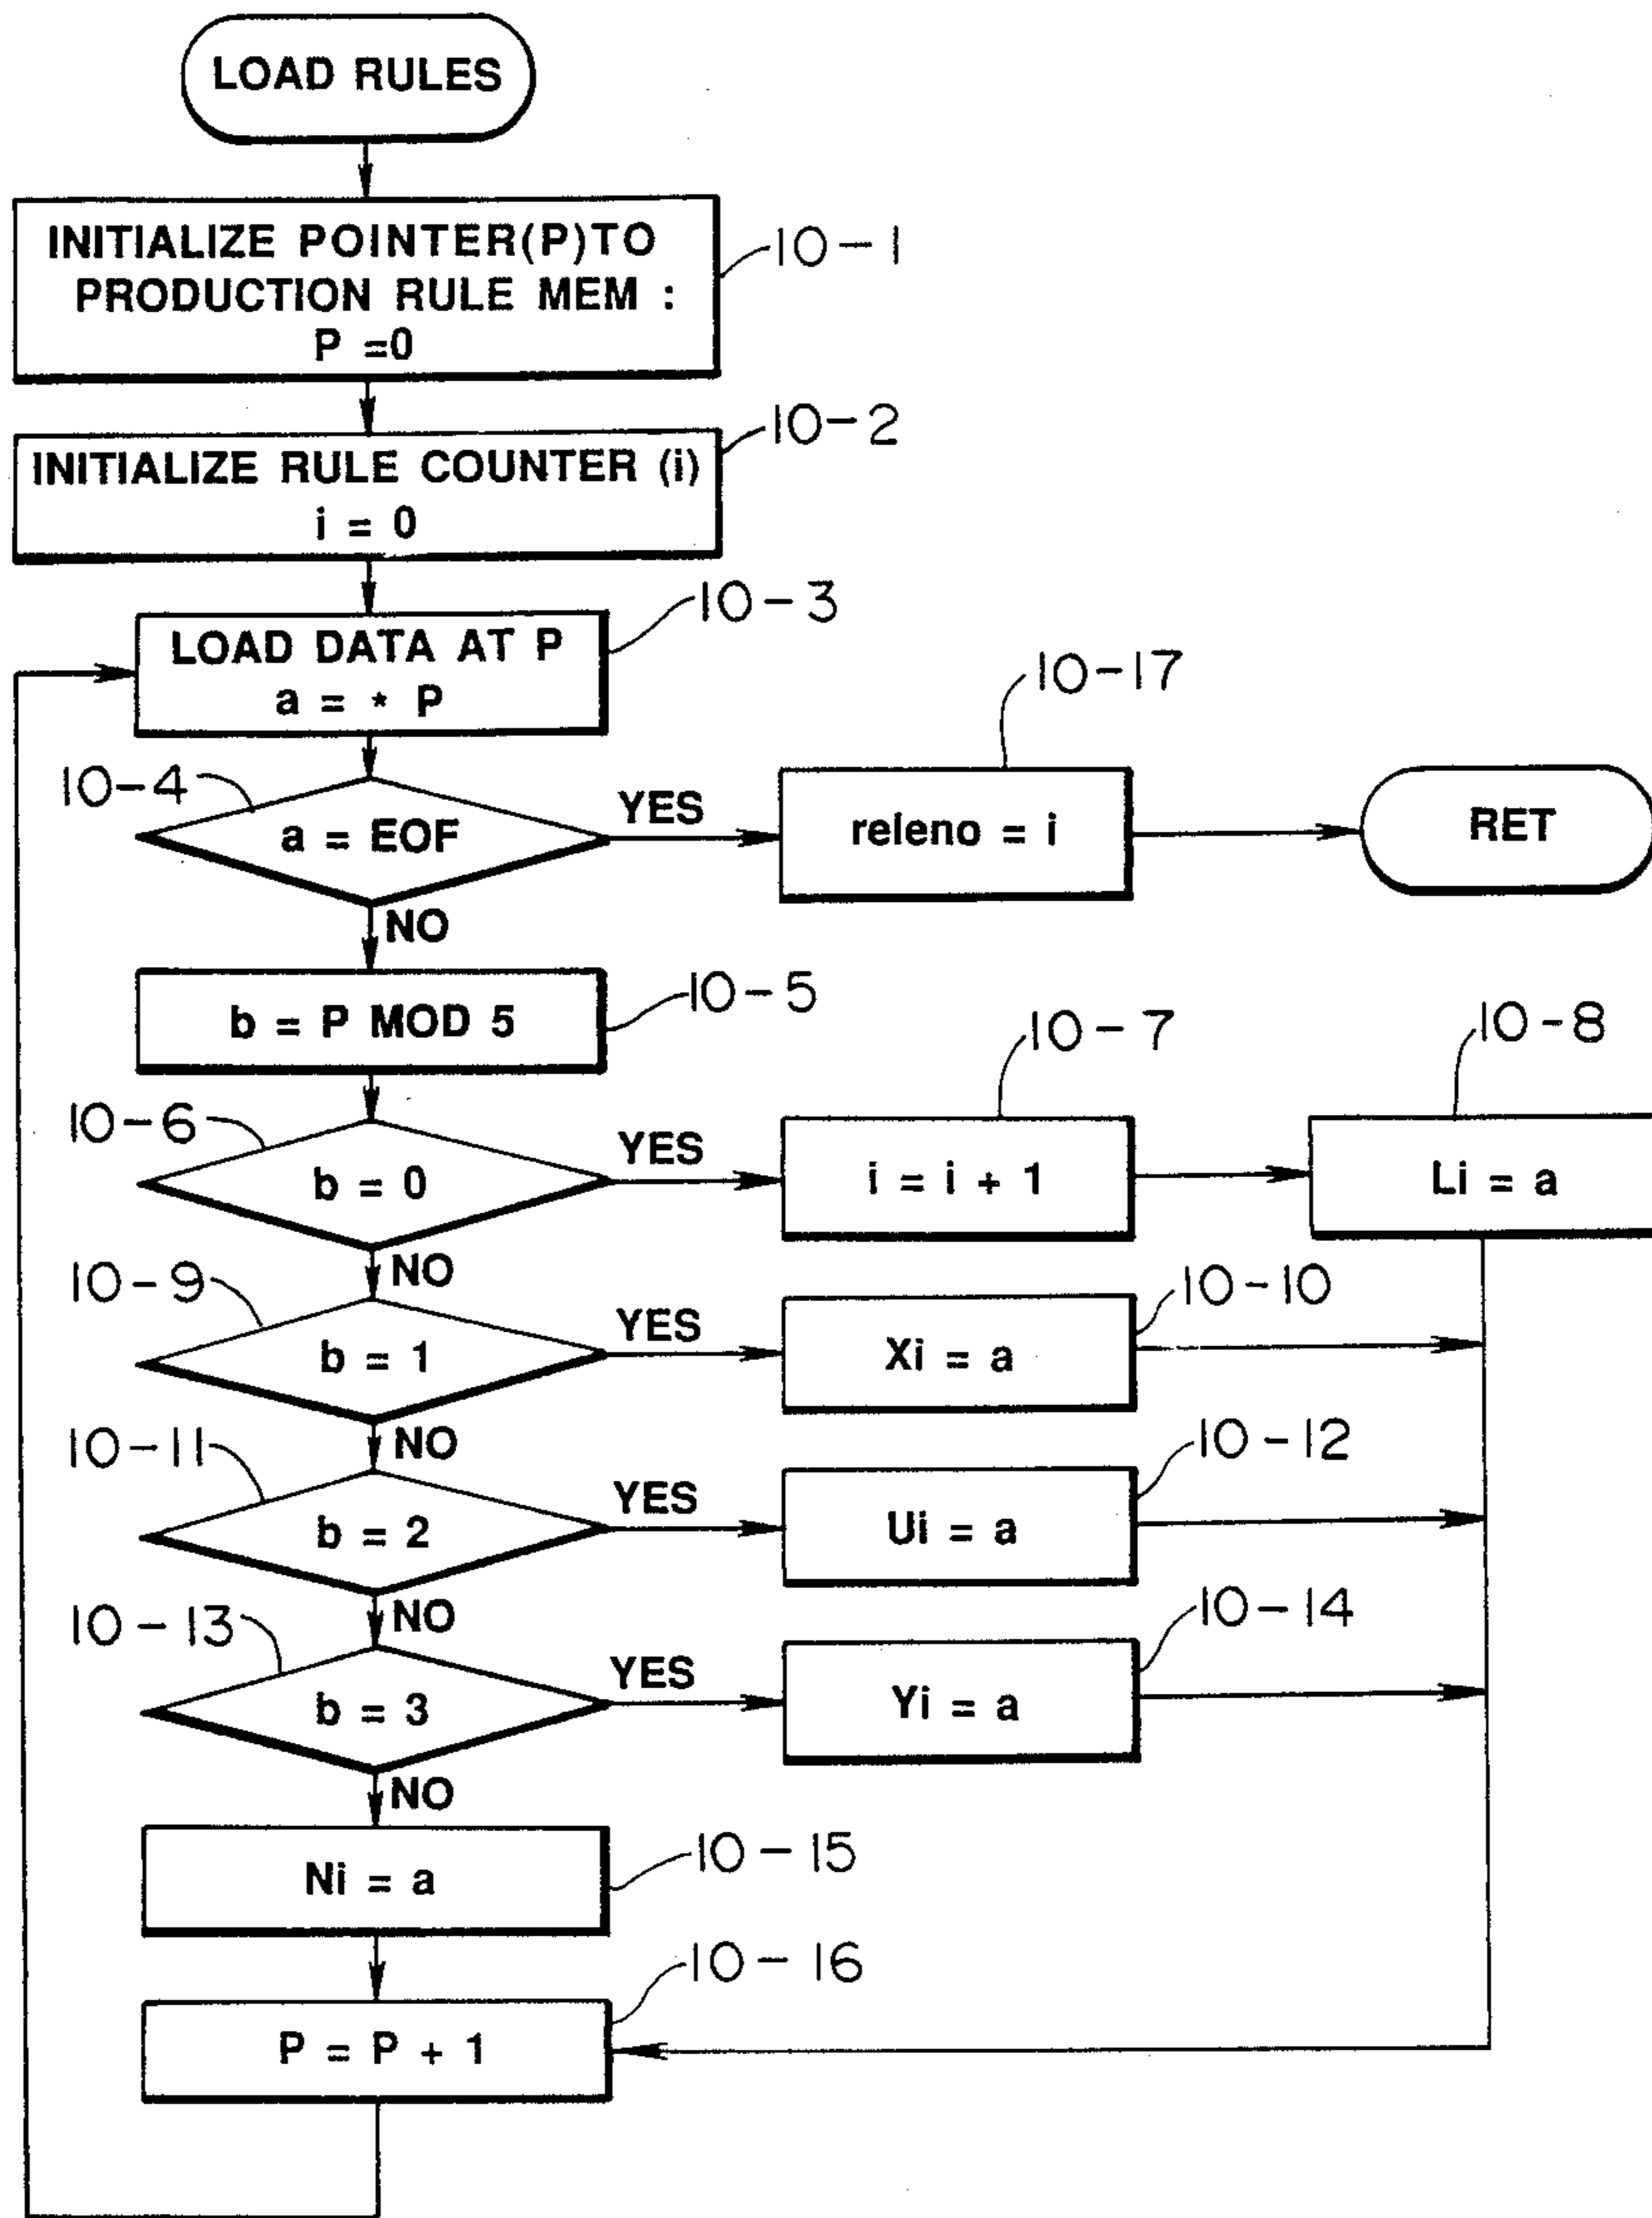 LOAD RULES
INITIALIZE POINTER(P)TO
PRODUCTION RULE MEM :
P =0
10-1
INITIALIZE RULE COUNTER (i)
i = 0
10-2
LOAD DATA AT P
a = * P
10-3
10-4
a = EOF
YES
releno = i
10-17
RET
NO
b = P MOD 5
10-5
10-6
b = 0
YES
i = i + 1
10-7
Li = a
10-8
NO
10-9
b = 1
YES
Xi = a
10-10
NO
10-11
b = 2
YES
Ui = a
10-12
NO
10-13
b = 3
YES
Yi = a
10-14
NO
Ni = a
10-15
P = P + 1
10-16